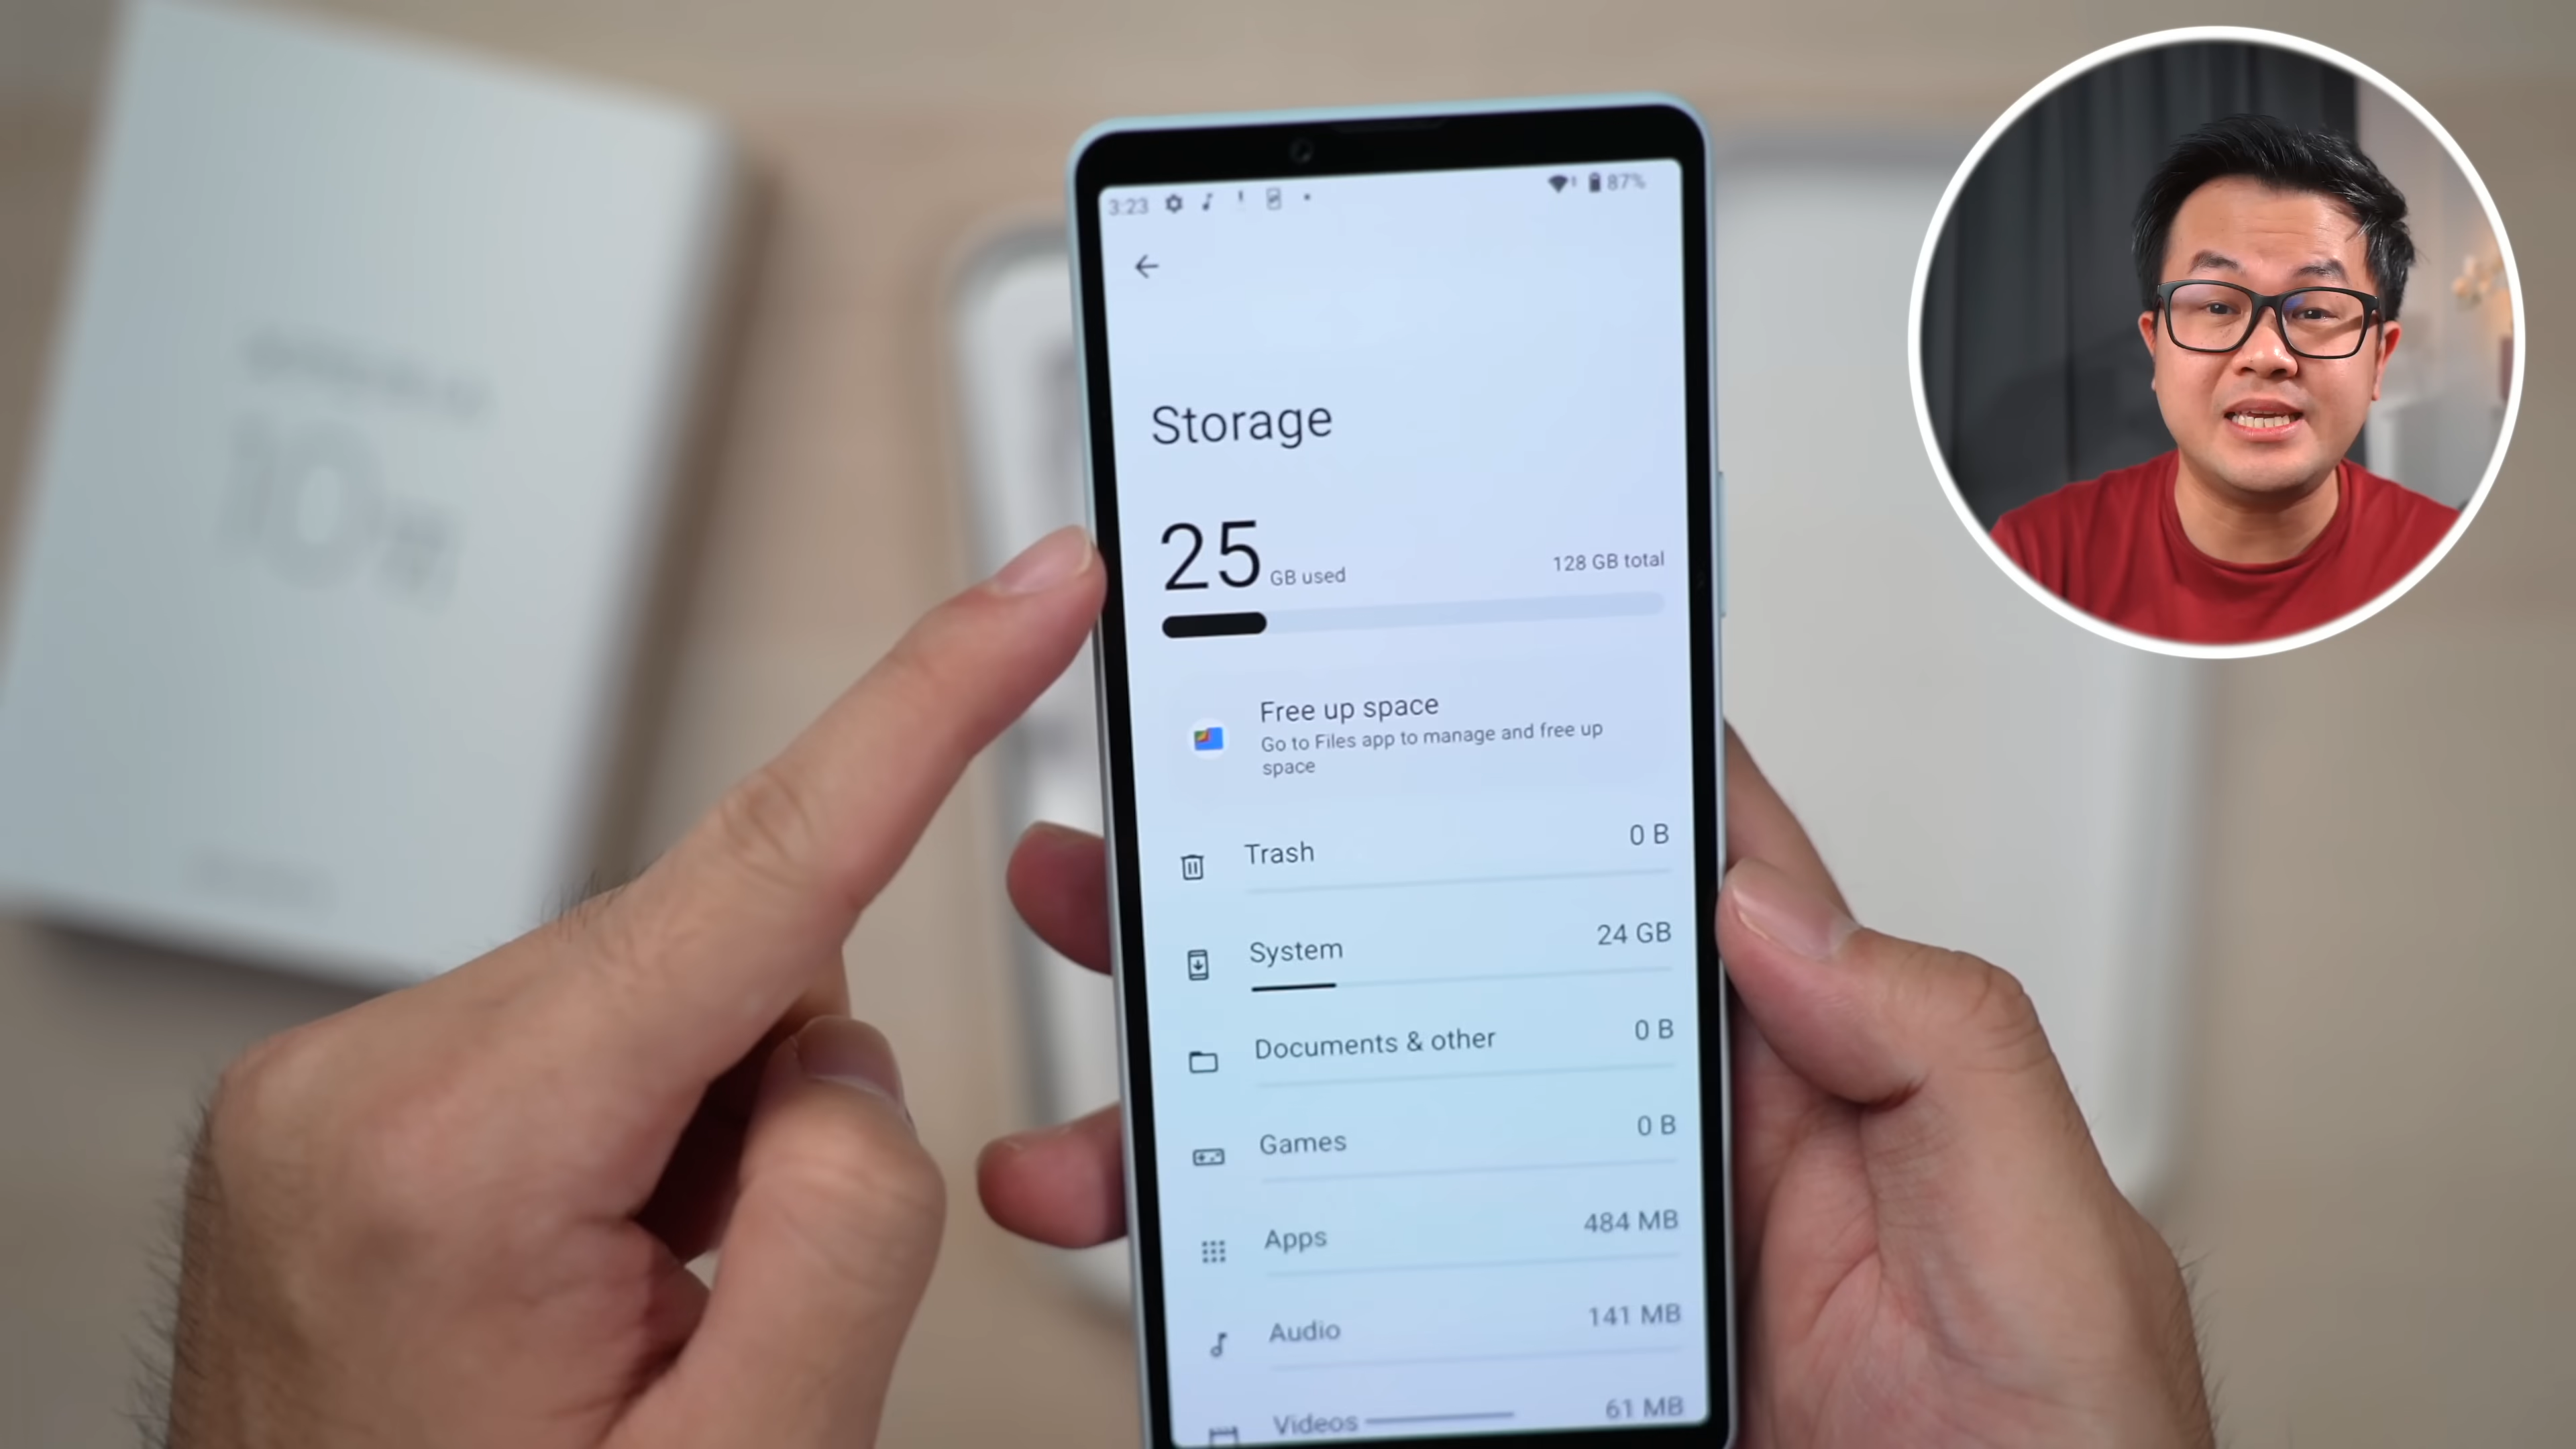 3:23
87%
Storage
25 GB used
128 GB total
Free up space
Go to Files app to manage and free up
space
Trash
0 B
System
24 GB
Documents & other
0 B
Games
0 B
Apps
484 MB
Audio
141 MB
Videos
61 MB